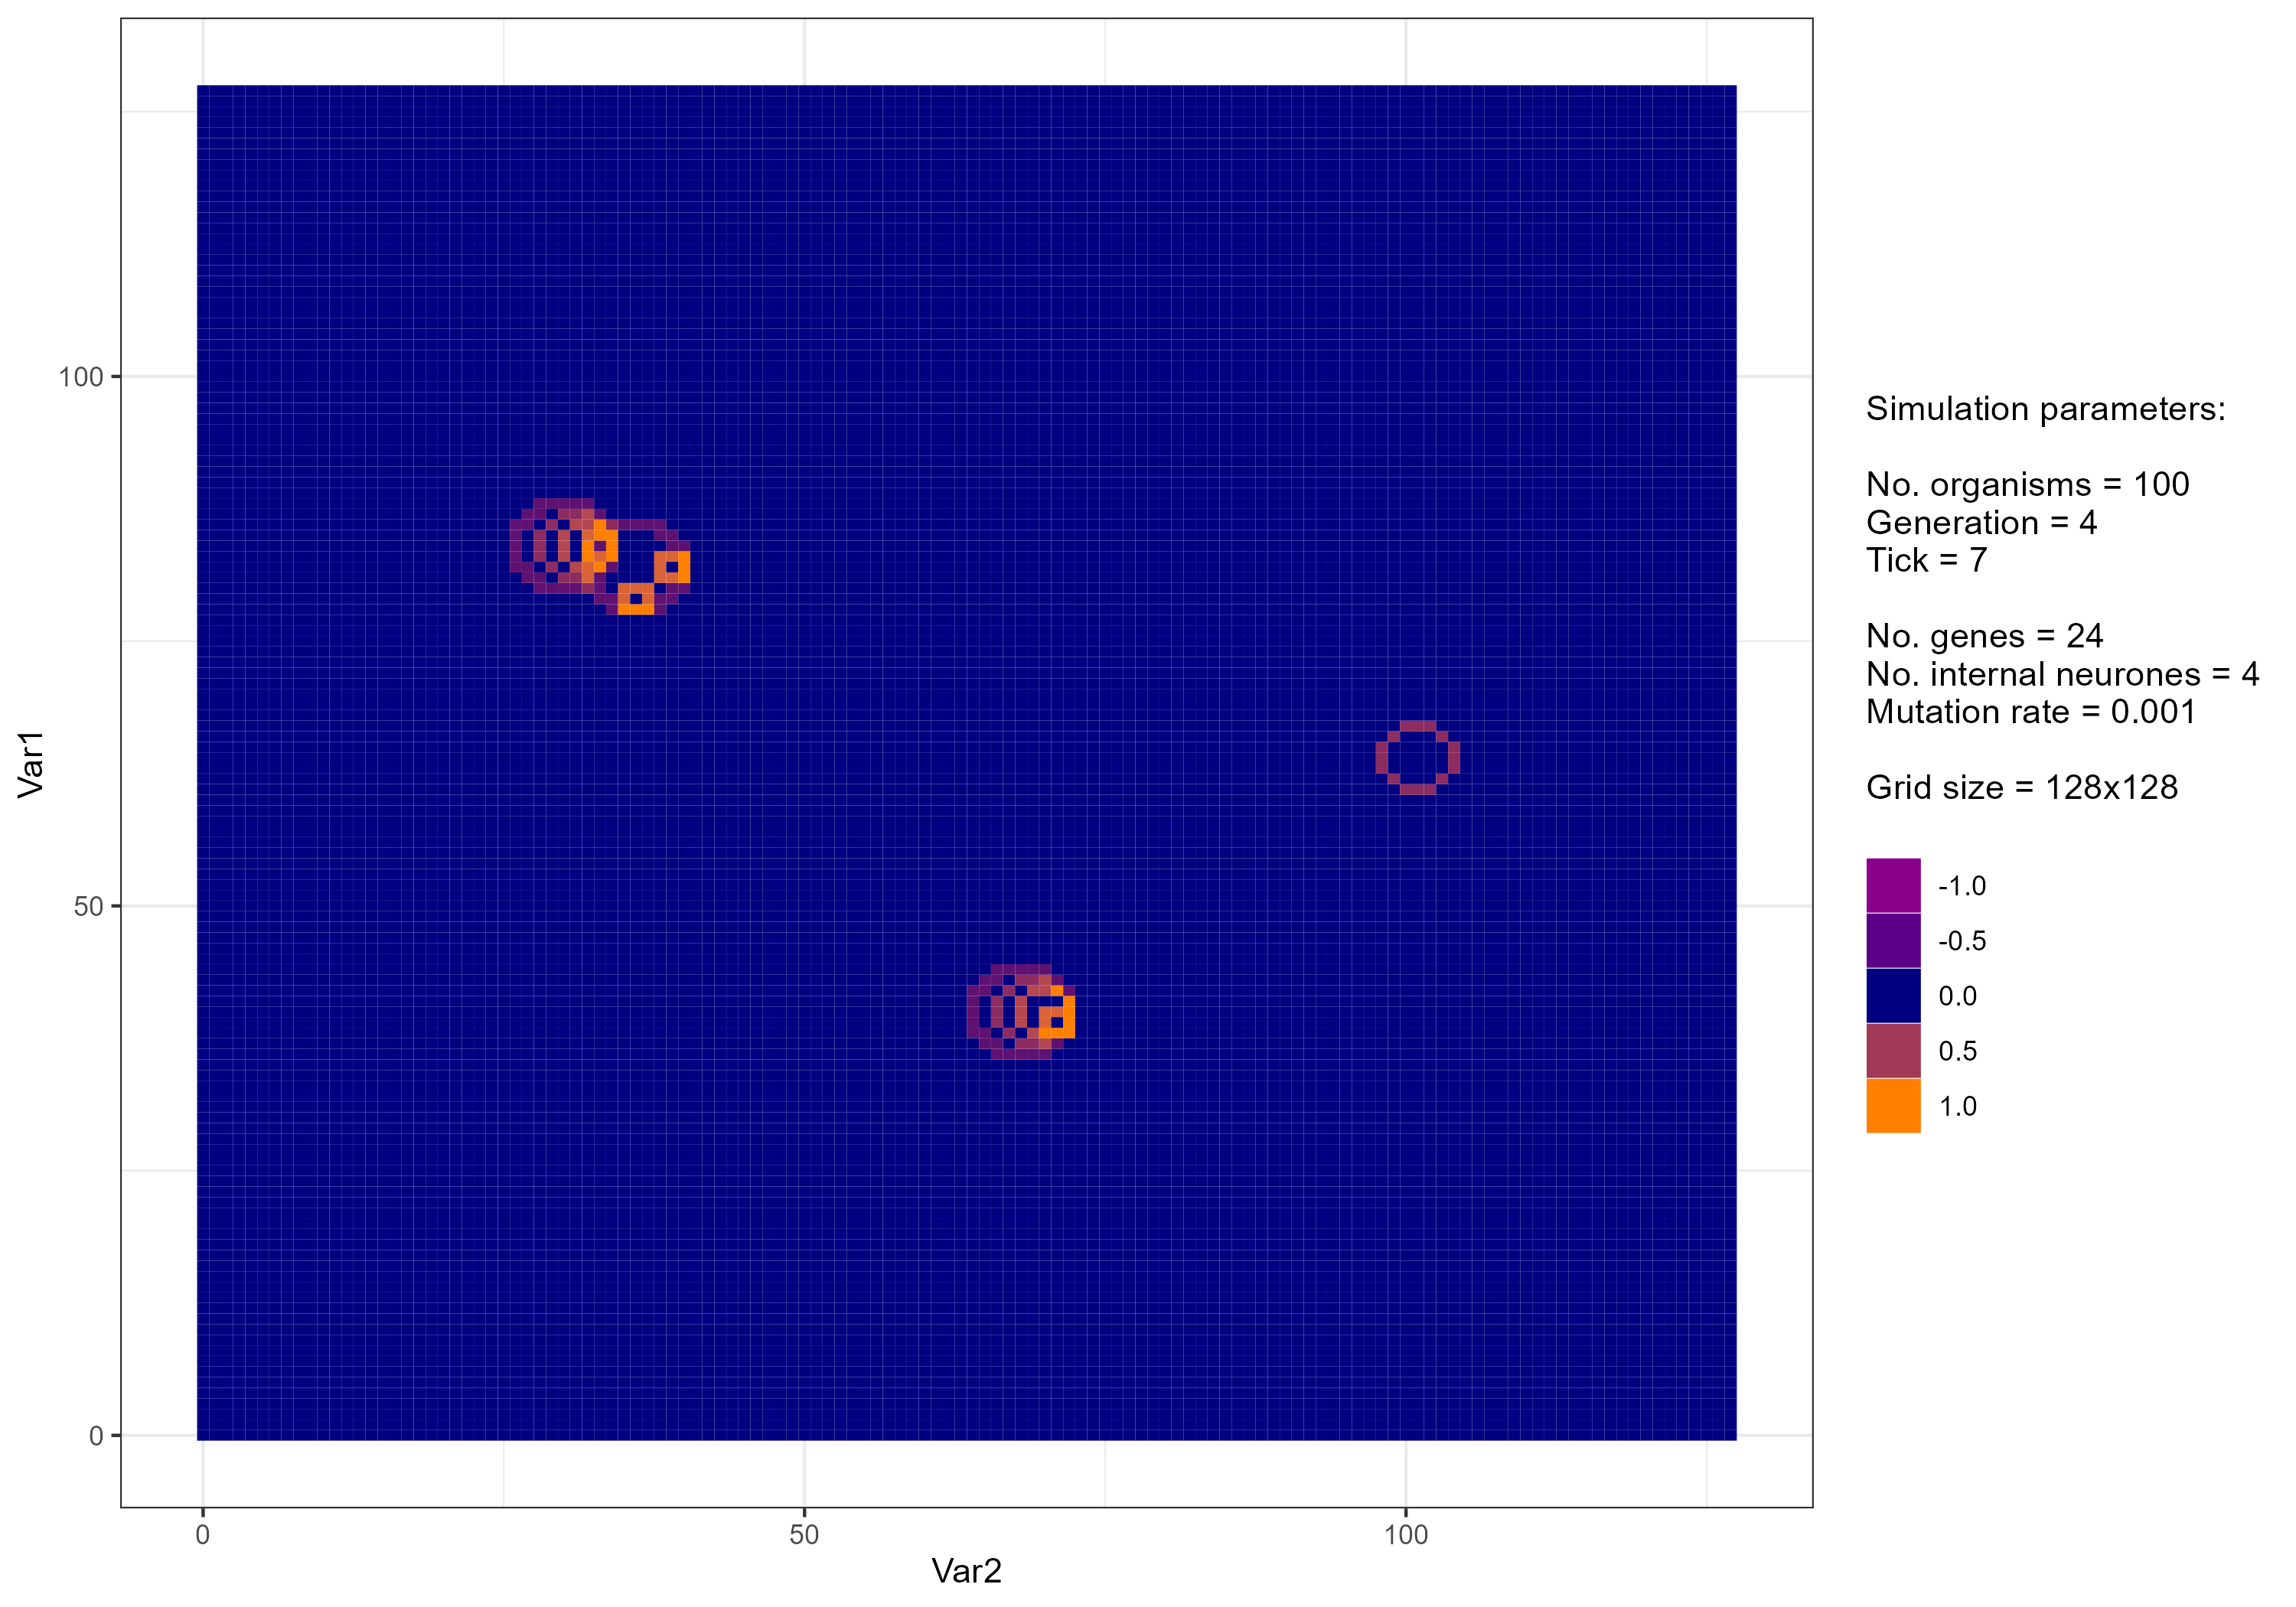 100
50
0
Var1
0
50
100
Var2
Simulation parameters:
No. organisms = 100
Generation = 4
Tick = 7
No. genes = 24
No. internal neurones = 4
Mutation rate = 0.001
Grid size = 128x128
-1.0
-0.5
0.0
0.5
1.0